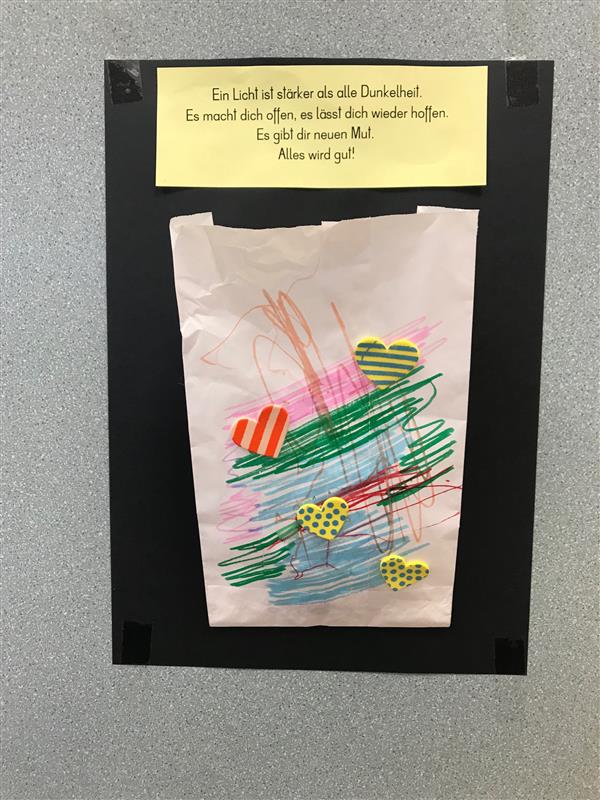 Ein Licht ist stärker als alle Dunkelheit.
Es macht dich offen, es lässt dich wieder hoffen.
Es gibt dir neuen Mut.
Alles wird gut!